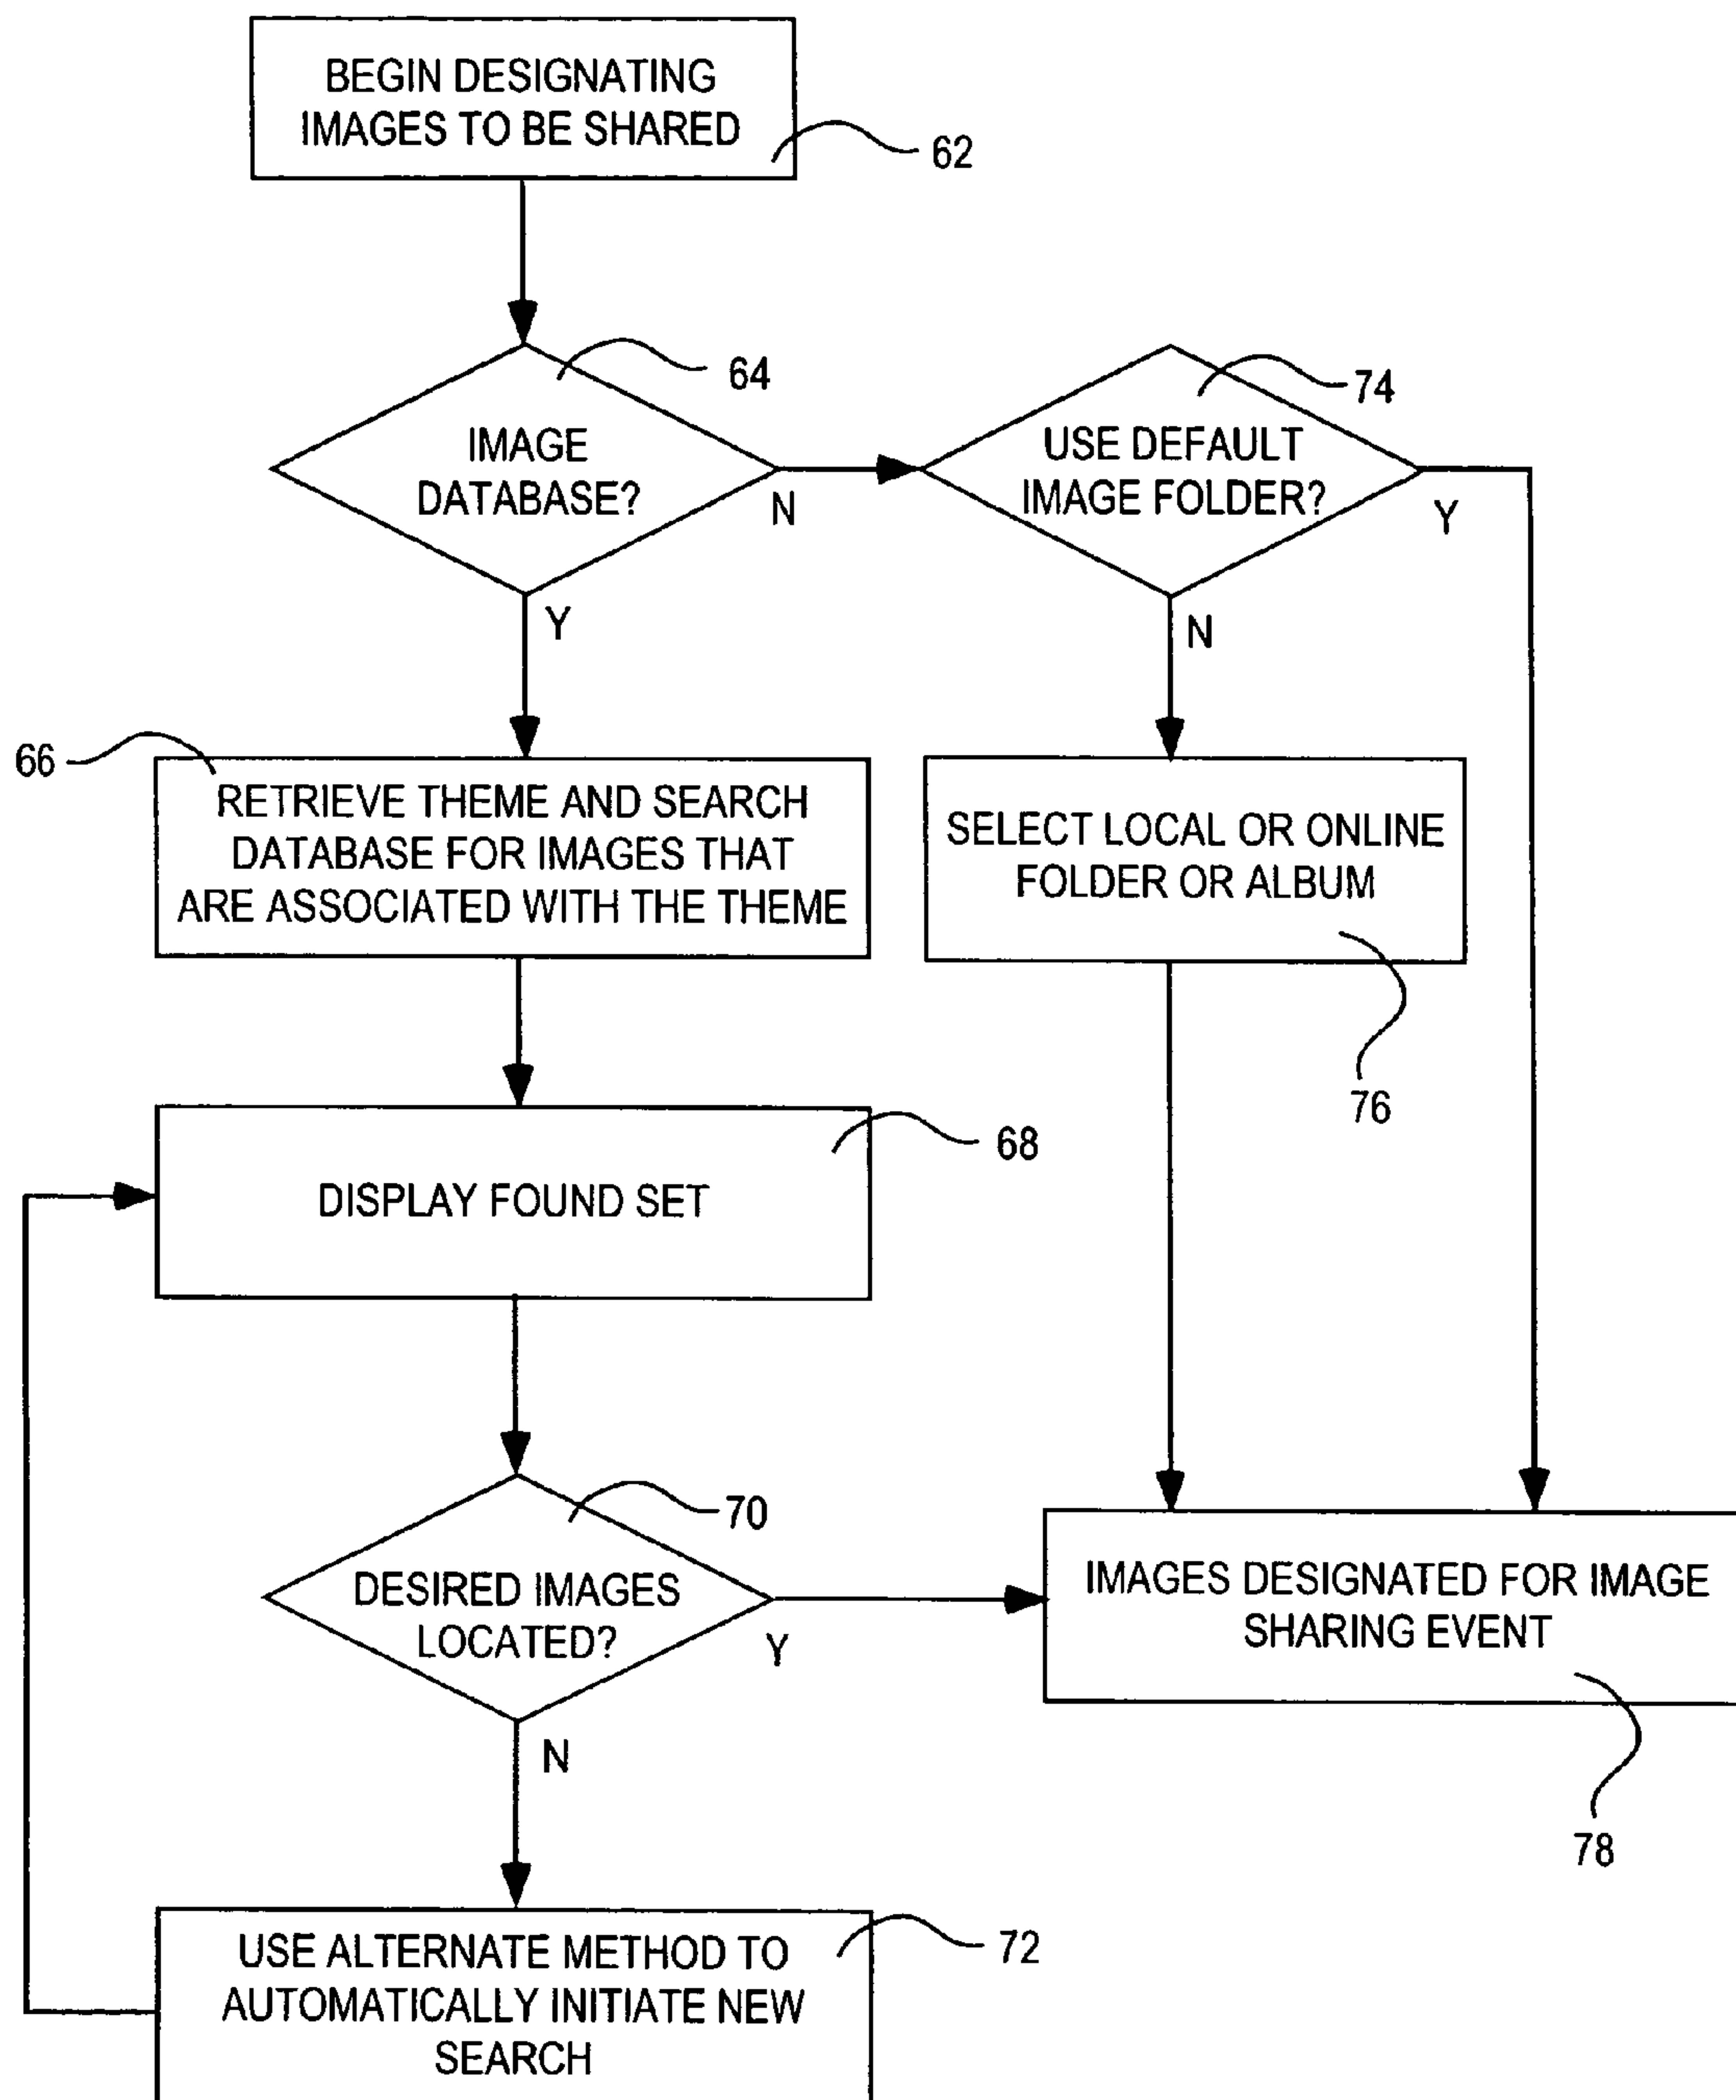 BEGIN DESIGNATING
IMAGES TO BE SHARED
62
64
IMAGE
DATABASE?
N
Y
74
USE DEFAULT
IMAGE FOLDER?
Y
N
66
RETRIEVE THEME AND SEARCH
DATABASE FOR IMAGES THAT
ARE ASSOCIATED WITH THE THEME
SELECT LOCAL OR ONLINE
FOLDER OR ALBUM
76
68
DISPLAY FOUND SET
70
DESIRED IMAGES
LOCATED?
Y
N
IMAGES DESIGNATED FOR IMAGE
SHARING EVENT
78
72
USE ALTERNATE METHOD TO
AUTOMATICALLY INITIATE NEW
SEARCH